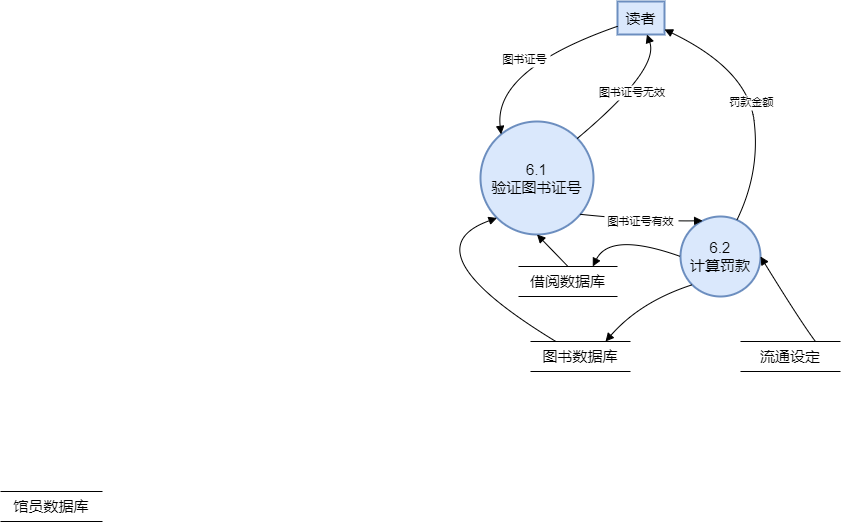 读者
图书证号
图书证号无效
罚款金额
6.1
验证图书证号
图书证号有效
6.2
计算罚款
借阅数据库
图书数据库
流通设定
馆员数据库